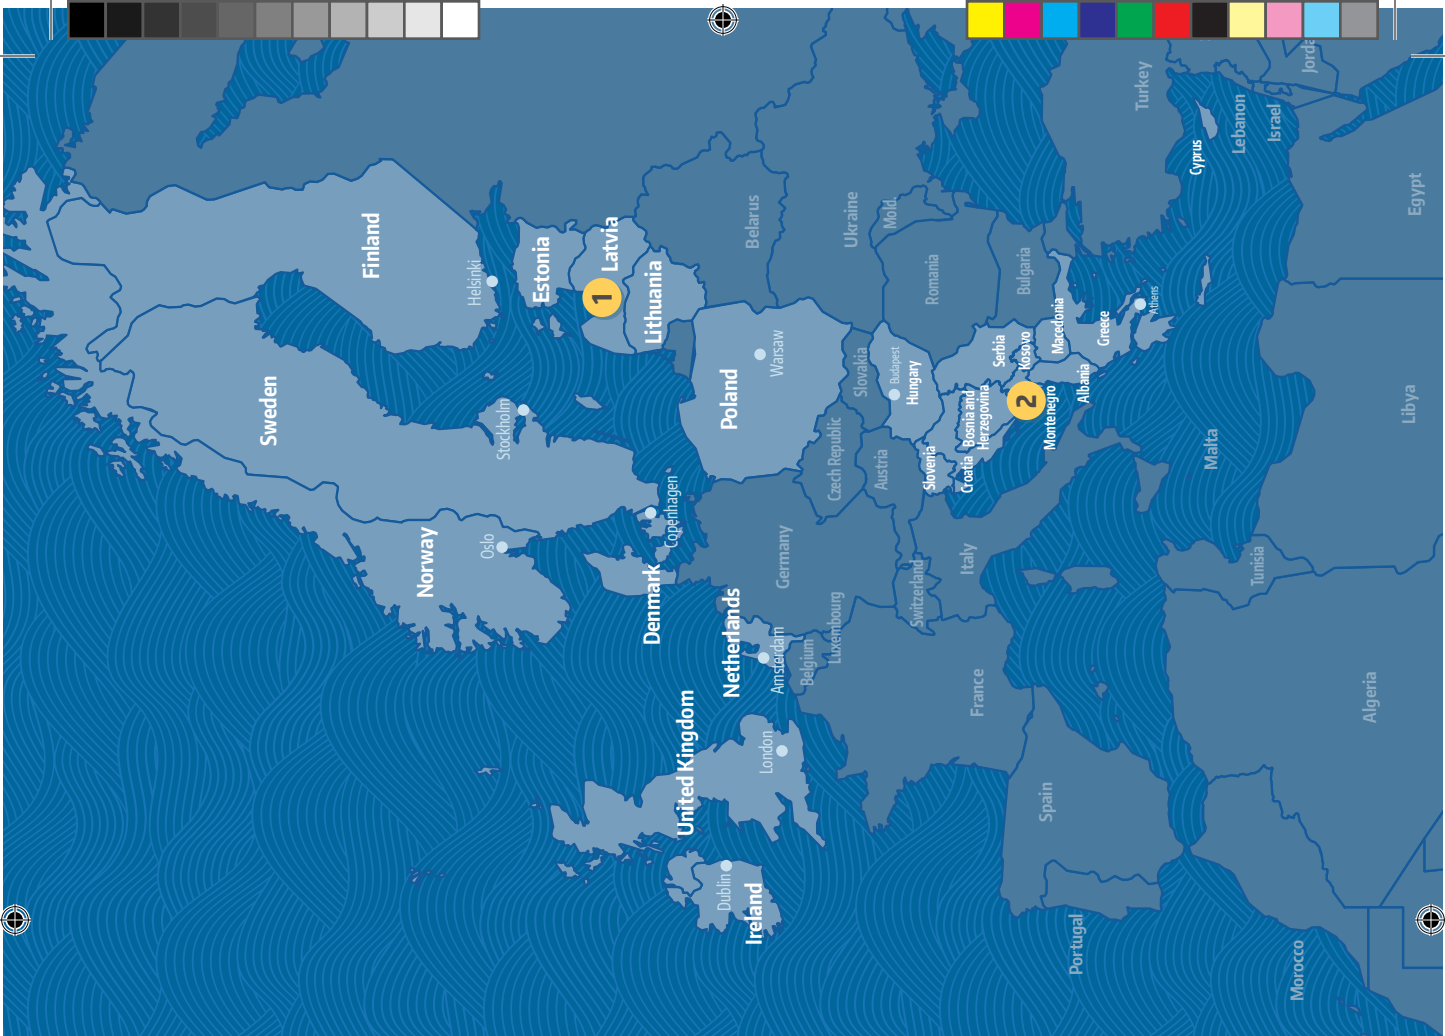 Sweden
Finland
Norway
Helsinki
Oslo
Stockholm
Estonia
1
Latvia
Denmark
Lithuania
Copenhagen
United Kingdom
Dublin
Poland
Netherlands
Belarus
Ireland
London
Amsterdam
Warsaw
Germany
Belgium
Luxembourg
Czech Republic
Ukraine
Slovakia
Austria
Mold.
Budapest
Hungary
Switzerland
Slovenia
Romania
Italy
Croatia
Bosnia and
Herzegovina
France
Serbia
Bulgaria
Kosovo
2
Spain
Montenegro
Macedonia
Portugal
Albania
Greece
Turkey
Athens
Cyprus
Malta
Lebanon
Tunisia
Israel
Morocco
Jorda
Algeria
Libya
Egypt